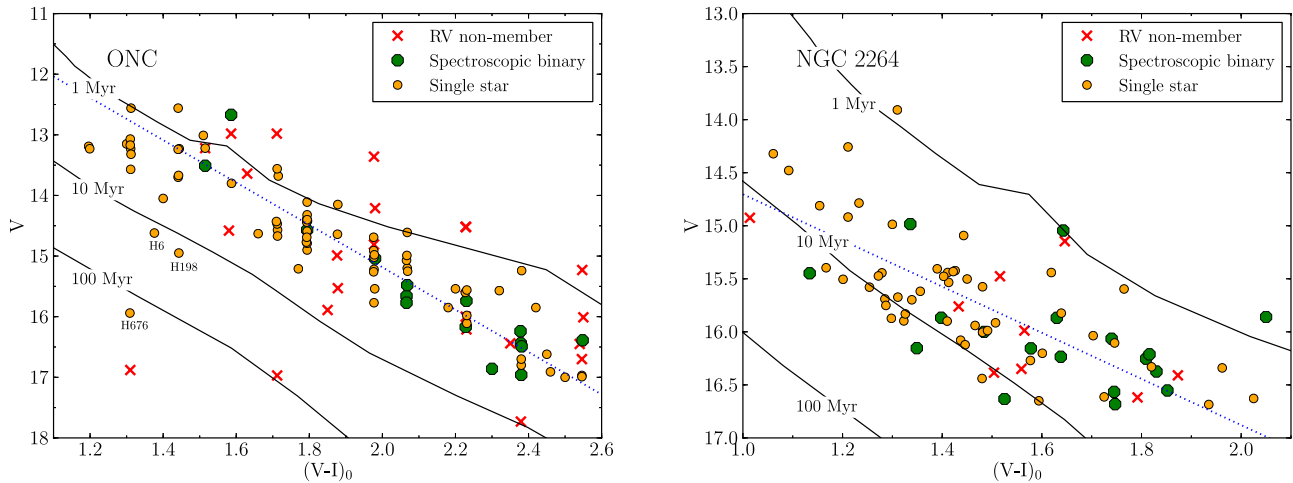 ONC
RV non-member
Spectroscopic binary
Single star
1 Myr
10 Myr
100 Myr
H6
H198
H676
11
12
13
14
15
16
17
18
V
1.2 1.4 1.6 1.8 2.0 2.2 2.4 2.6
(V-I)0
NGC 2264
RV non-member
Spectroscopic binary
Single star
1 Myr
10 Myr
100 Myr
13.0
13.5
14.0
14.5
15.0
15.5
16.0
16.5
17.0
V
1.0 1.2 1.4 1.6 1.8 2.0
(V-I)0